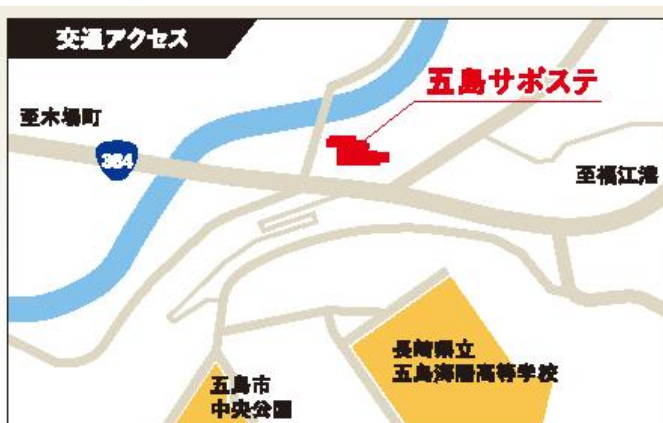 交通アクセス
五島サポステ
至木場町
384
至福江港
長崎県立
五島海陽高等学校
五島市
中央公園